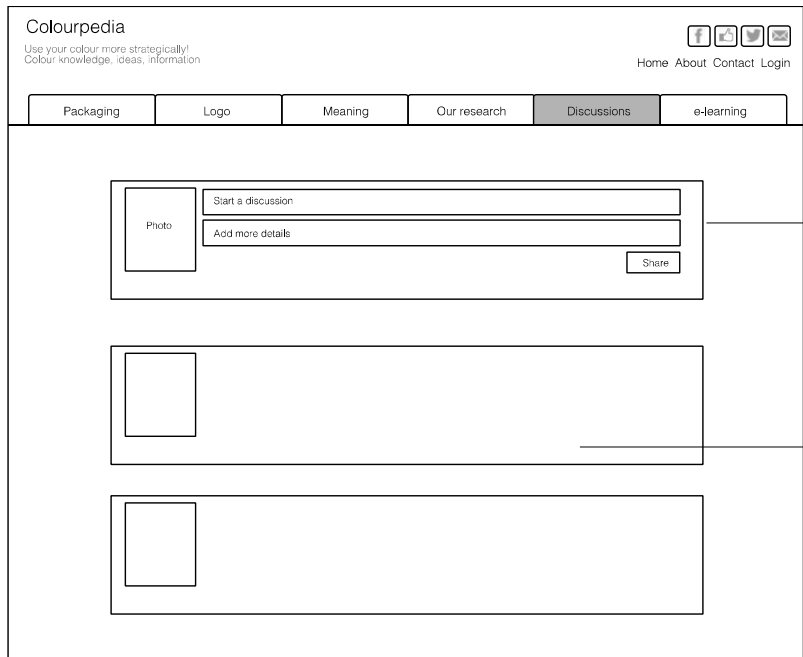 Colourpedia
Use your colour more strategically!
Colour knowledge, ideas, information
Home About Contact Login
Packaging Logo Meaning Our research Discussions e-learning
Photo
Start a discussion
Add more details
Share